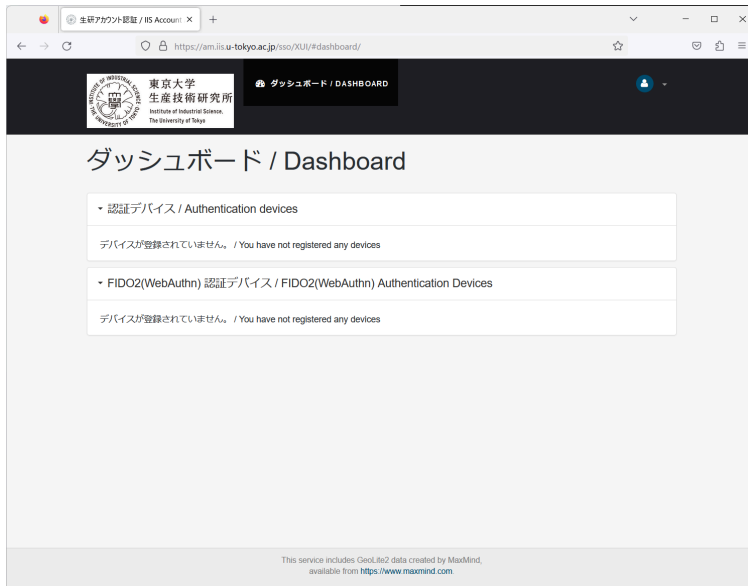 生研アカウント認証 / IIS Account
https://am.iis.u-tokyo.ac.jp/sso/XUI/#dashboard/
東京大学
生産技術研究所
Institute of Industrial Science,
The University of Tokyo
ダッシュボード / DASHBOARD
ダッシュボード / Dashboard
認証デバイス / Authentication devices
デバイスが登録されていません。 / You have not registered any devices
FIDO2(WebAuthn) 認証デバイス / FIDO2(WebAuthn) Authentication Devices
デバイスが登録されていません。 / You have not registered any devices
This service includes GeoLite2 data created by MaxMind,
available from https://www.maxmind.com.